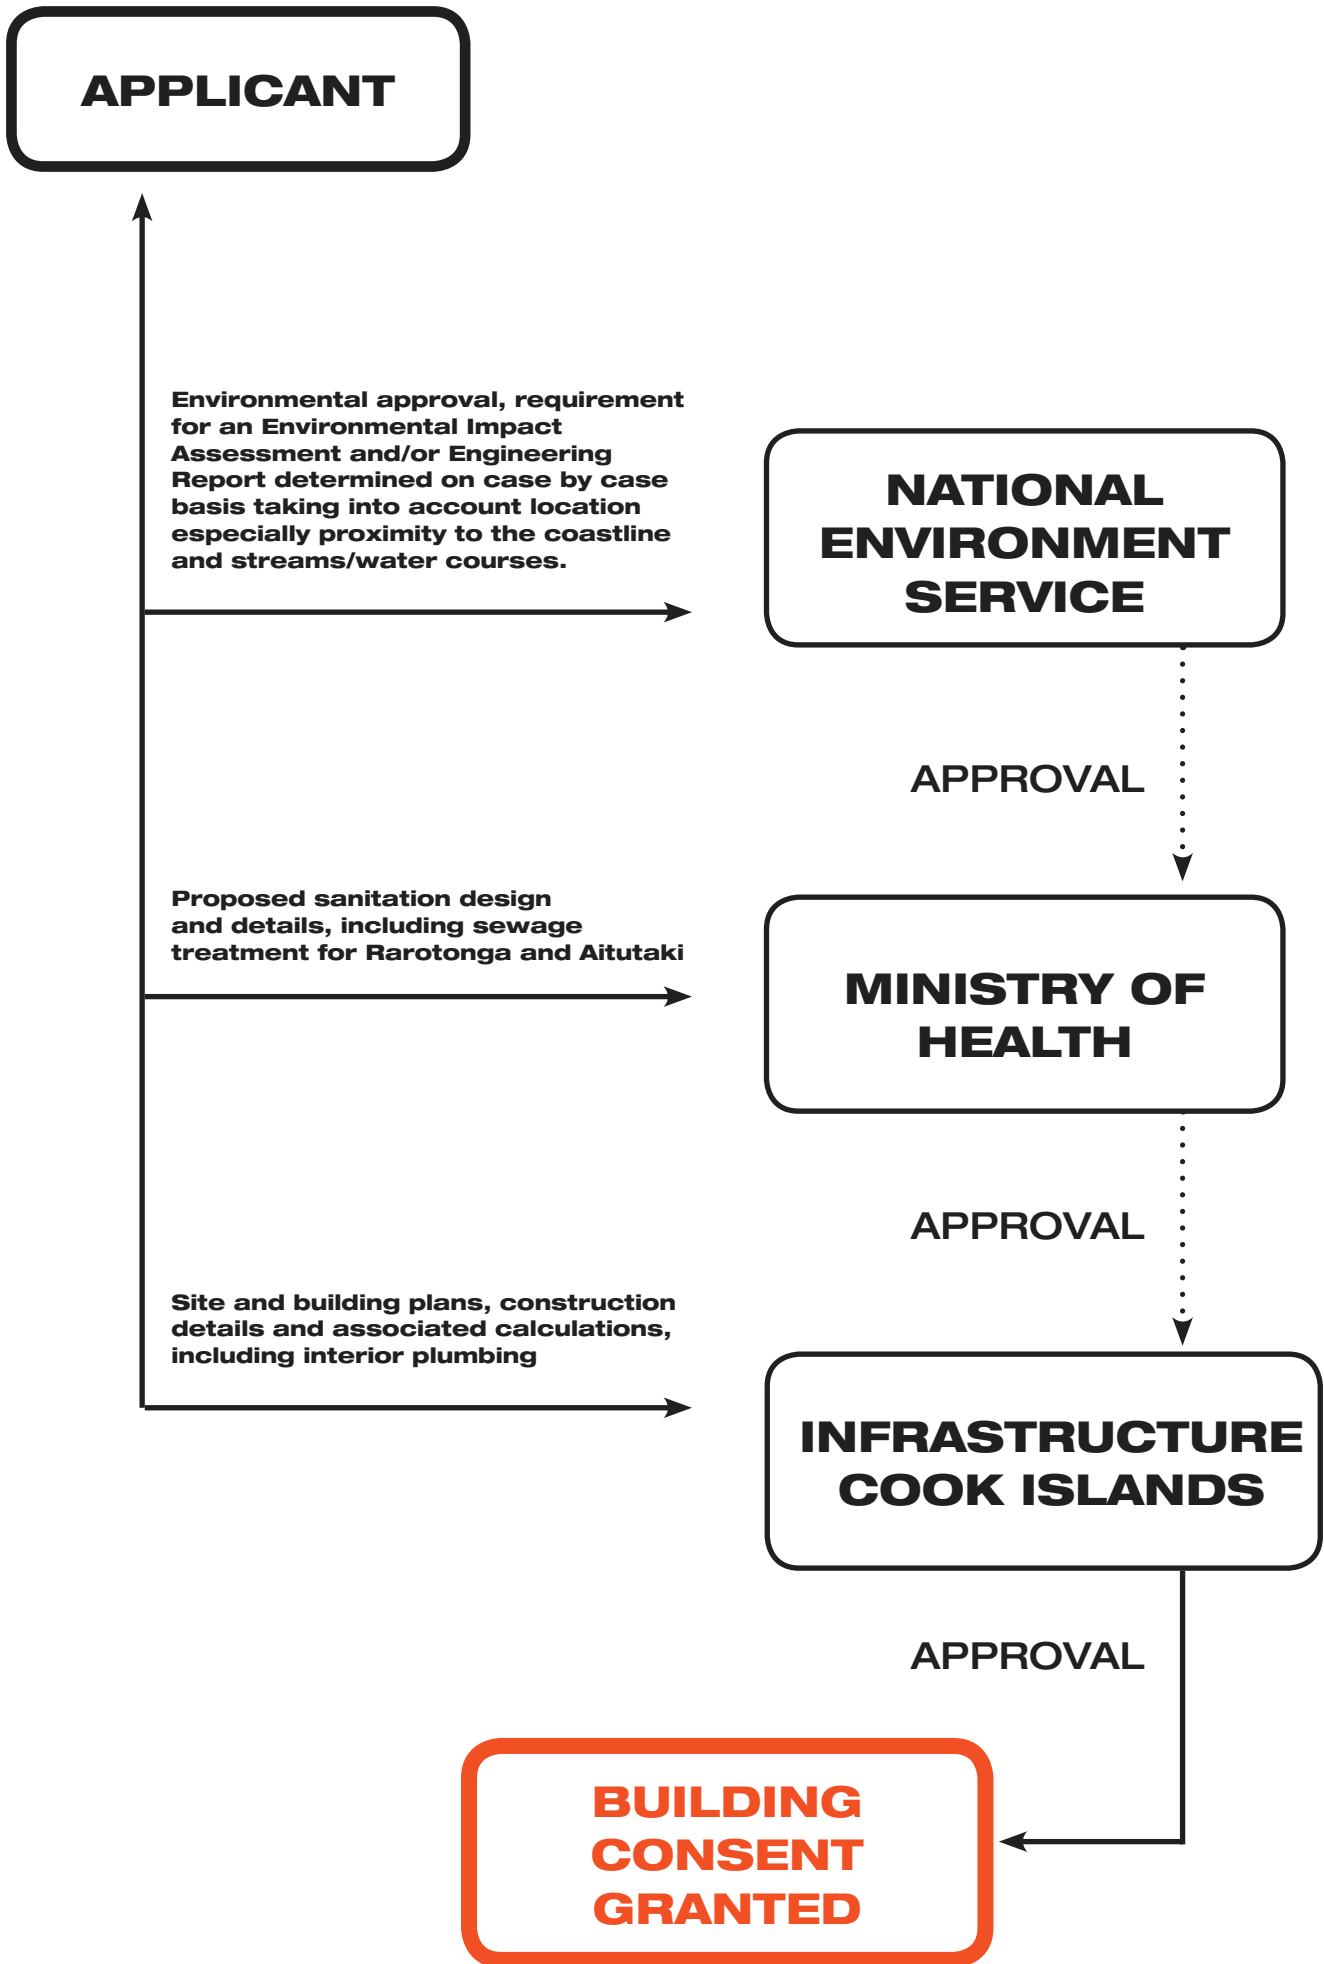 APPLICANT
Environmental approval, requirement
for an Environmental Impact
Assessment and/or Engineering
Report determined on case by case
basis taking into account location
especially proximity to the coastline
and streams/water courses.
NATIONAL
ENVIRONMENT
SERVICE
APPROVAL
Proposed sanitation design
and details, including sewage
treatment for Rarotonga and Aitutaki
MINISTRY OF
HEALTH
APPROVAL
Site and building plans, construction
details and associated calculations,
including interior plumbing
INFRASTRUCTURE
COOK ISLANDS
APPROVAL
BUILDING
CONSENT
GRANTED